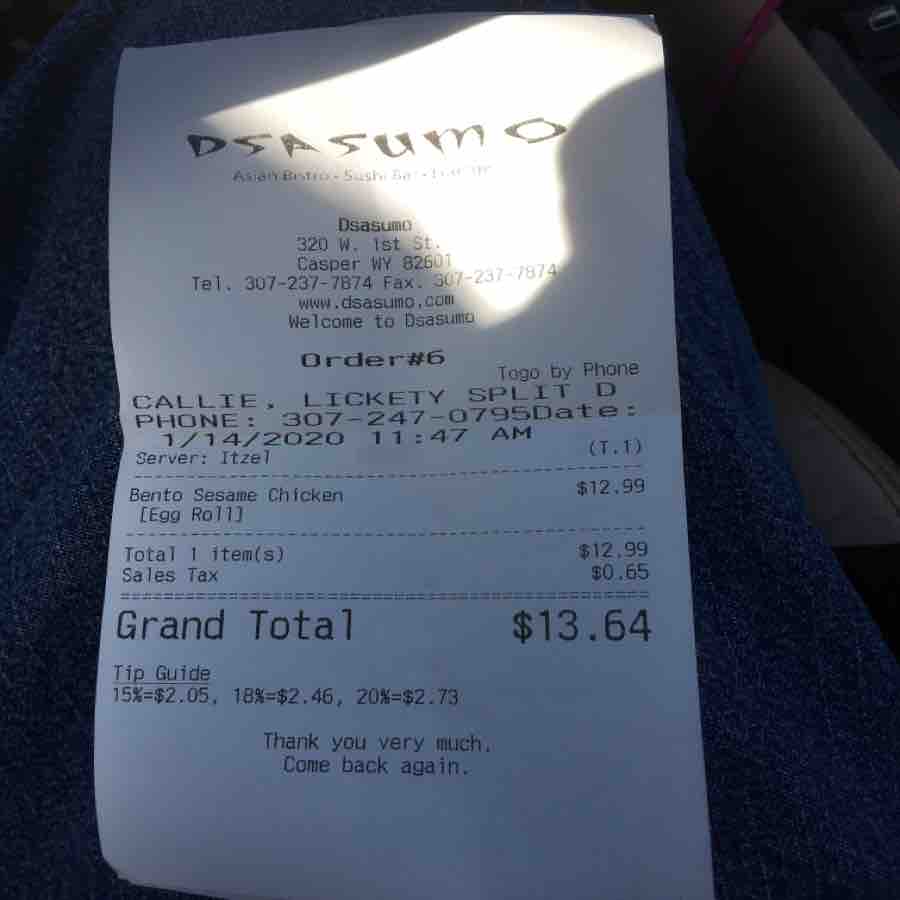 DSASUMO
Asian Bistro - Sushi Bar -
Dsasumo
320 W. 1st St.
Casper WY 82601
Tel. 307-237-7874 Fax. 307-237-7874
www.dsasumo.com
Welcome to Dsasumo
Order#6
Togo by Phone
CALLIE, LICKETY SPLIT D
PHONE: 307-247-0795Date:
1/14/2020 11:47 AM
Server: Itzel (T.1)
Bento Sesame Chicken $12.99
[Egg Roll]
Total 1 item(s) $12.99
Sales Tax $0.65
Grand Total $13.64
Tip Guide
15%=$2.05, 18%=$2.46, 20%=$2.73
Thank you very much.
Come back again.